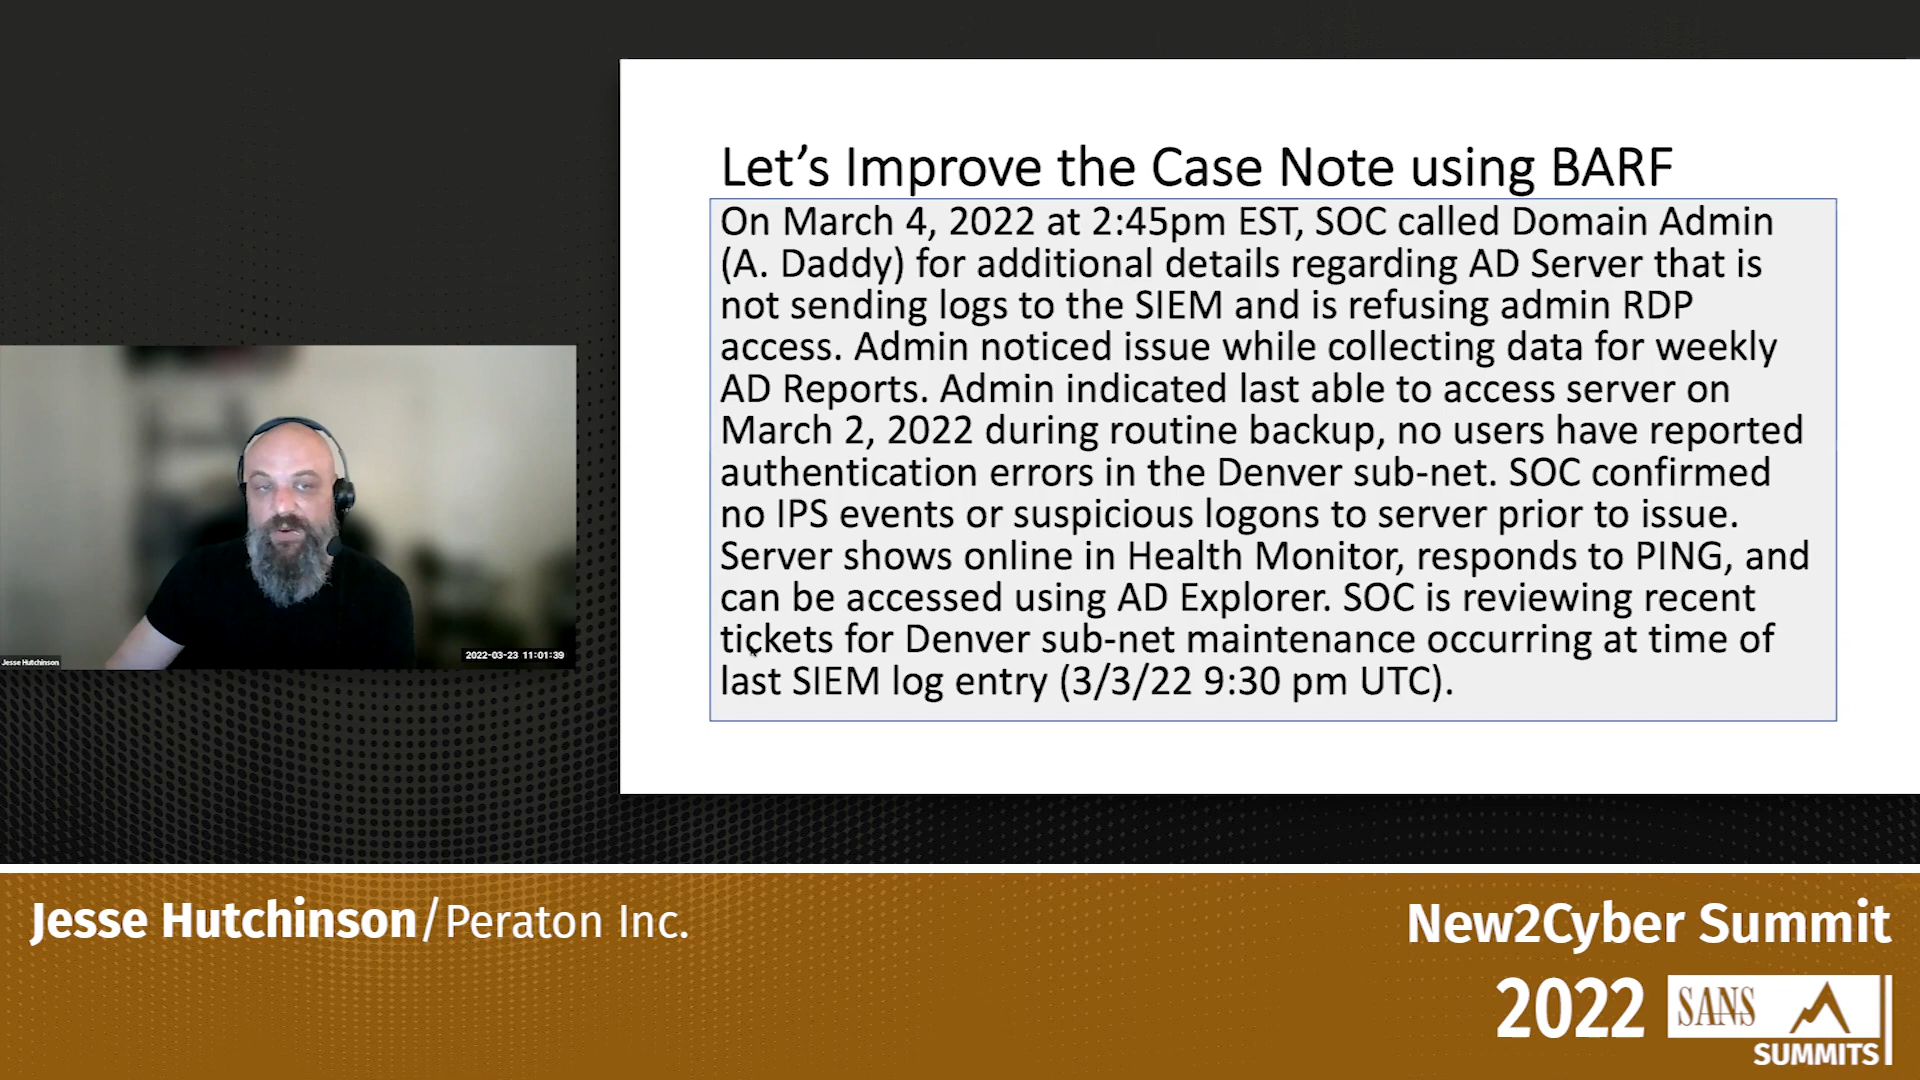 Let's Improve the Case Note using BARF
On March 4, 2022 at 2:45pm EST, SOC called Domain Admin
(A. Daddy) for additional details regarding AD Server that is
not sending logs to the SIEM and is refusing admin RDP
access. Admin noticed issue while collecting data for weekly
AD Reports. Admin indicated last able to access server on
March 2, 2022 during routine backup, no users have reported
authentication errors in the Denver sub-net. SOC confirmed
no IPS events or suspicious logons to server prior to issue.
Server shows online in Health Monitor, responds to PING, and
can be accessed using AD Explorer. SOC is reviewing recent
tickets for Denver sub-net maintenance occurring at time of
last SIEM log entry (3/3/22 9:30 pm UTC).
Jesse Hutchinson
2022-03-23 11:01:39
Jesse Hutchinson/Peraton Inc.
New2Cyber Summit
2022
SANS
SUMMITS